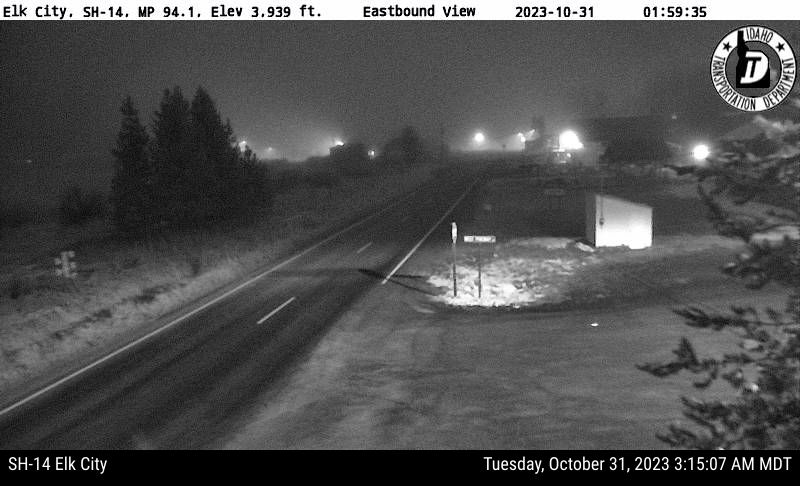 Elk City, SH-14, MP 94.1, Elev 3,939 ft. Eastbound View 2023-10-31 01:59:35
IDAHO
TRANSPORTATION DEPARTMENT
SH-14 Elk City Tuesday, October 31, 2023 3:15:07 AM MDT